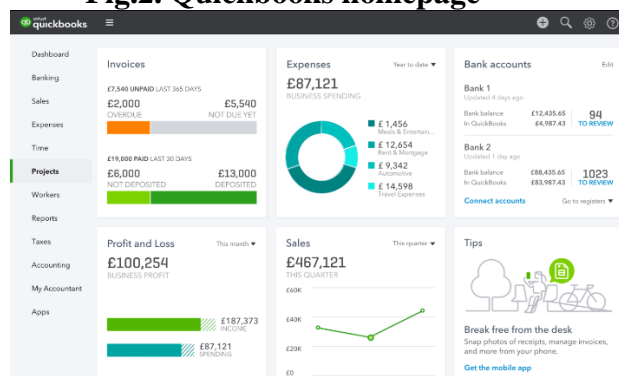 Fig.2: Quickbooks homepage
intuit quickbooks
Dashboard
Banking
Sales
Expenses
Time
Projects
Workers
Reports
Taxes
Accounting
My Accountant
Apps
Invoices
£7,540 UNPAID LAST 365 DAYS
£2,000 £5,540
OVERDUE NOT DUE YET
£19,000 PAID LAST 30 DAYS
£6,000 £13,000
NOT DEPOSITED DEPOSITED
Expenses Year to date
£87,121
BUSINESS SPENDING
£ 1,456
Meals & Entertain...
£ 12,654
Rent & Mortgage
£ 9,342
Automotive
£ 14,598
Travel Expenses
Bank accounts Edit
Bank 1
Updated 4 days ago
Bank balance £12,435.65 94
In QuickBooks £4,987.43 TO REVIEW
Bank 2
Updated 1 day ago
Bank balance £88,435.65 1023
In QuickBooks £83,987.43 TO REVIEW
Connect accounts Go to registers
Profit and Loss This month
£100,254
BUSINESS PROFIT
£187,373
INCOME
£87,121
SPENDING
Sales This quarter
£467,121
THIS QUARTER
£60K
£40K
£20K
£0
Tips
Break free from the desk
Snap photos of receipts, manage invoices,
and more from your phone.
Get the mobile app